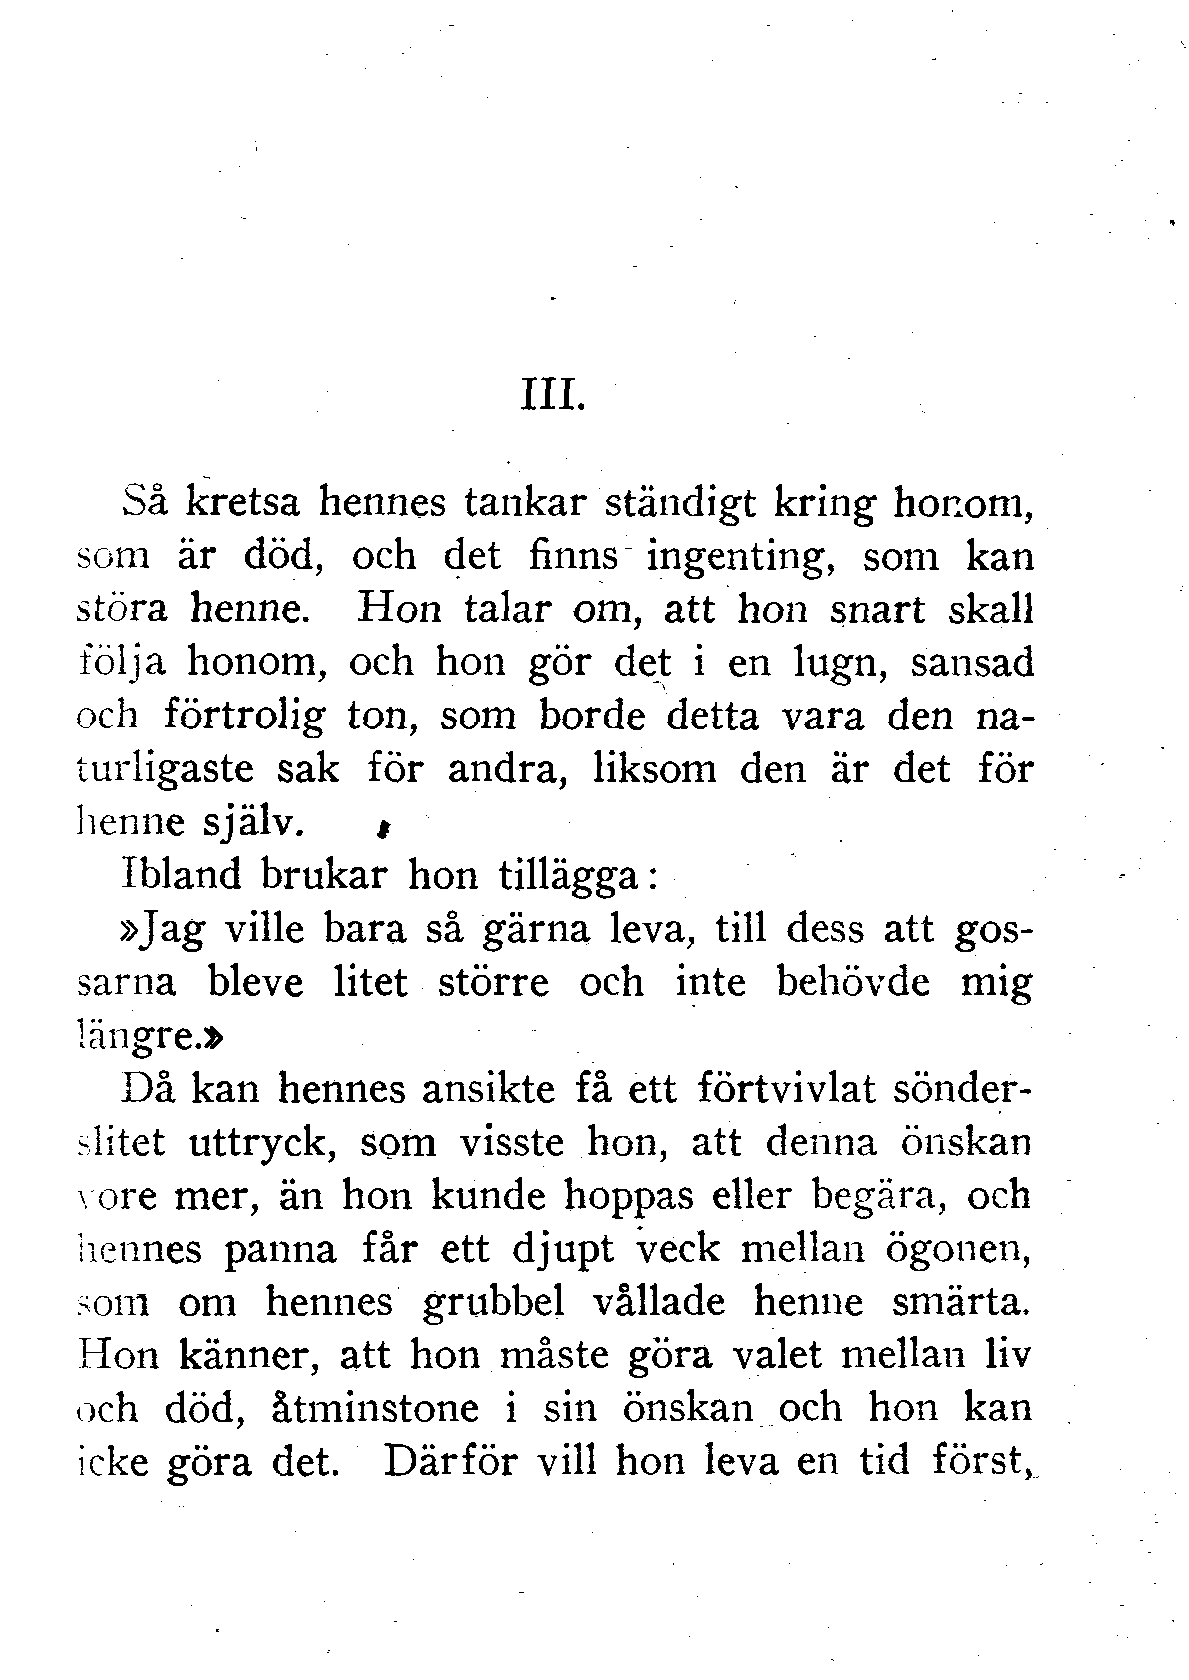 III.
Så kretsa hennes tankar ständigt kring honom,
som är död, och det finns ingenting, som kan
störa henne. Hon talar om, att hon snart skall
följa honom, och hon gör det i en lugn, sansad
och förtrolig ton, som borde detta vara den na-
turligaste sak för andra, liksom den är det för
henne själv.
Ibland brukar hon tillägga:
»Jag ville bara så gärna leva, till dess att gos-
sarna bleve litet större och inte behövde mig
längre.»
Då kan hennes ansikte få ett förtvivlat sönder-
slitet uttryck, som visste hon, att denna önskan
vore mer, än hon kunde hoppas eller begära, och
hennes panna får ett djupt veck mellan ögonen,
som om hennes grubbel vållade henne smärta.
Hon känner, att hon måste göra valet mellan liv
och död, åtminstone i sin önskan och hon kan
icke göra det. Därför vill hon leva en tid först,